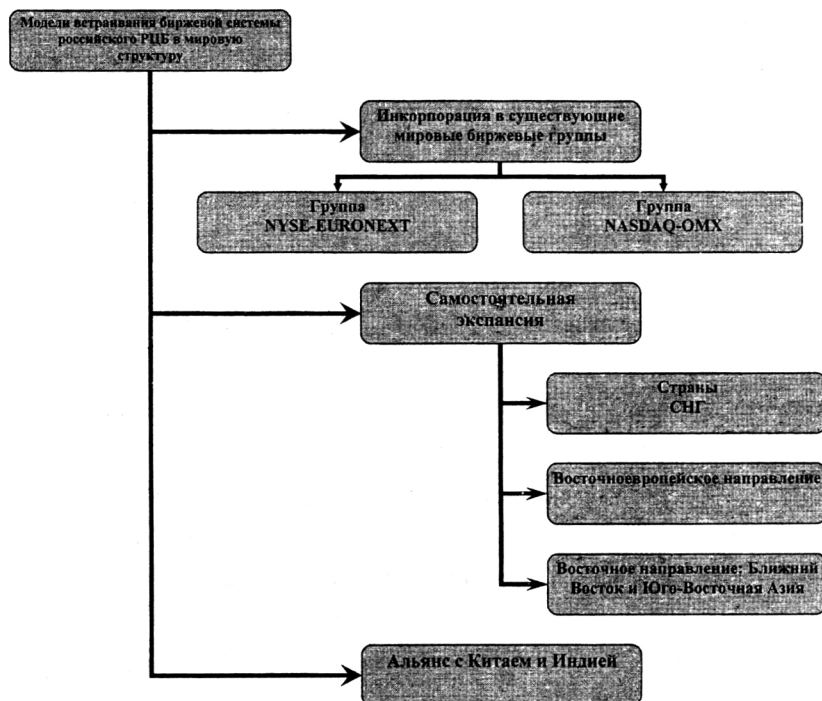 Модели встраивания биржевой системы
российского РЦБ в мировую
структуру
Инкорпорация в существующие
мировые биржевые группы
Группа
NYSE-EURONEXT
Группа
NASDAQ-OMX
Самостоятельная
экспансия
Страны
СНГ
Восточноевропейское направление
Восточное направление: Ближний
Восток и Юго-Восточная Азия
Альянс с Китаем и Индией